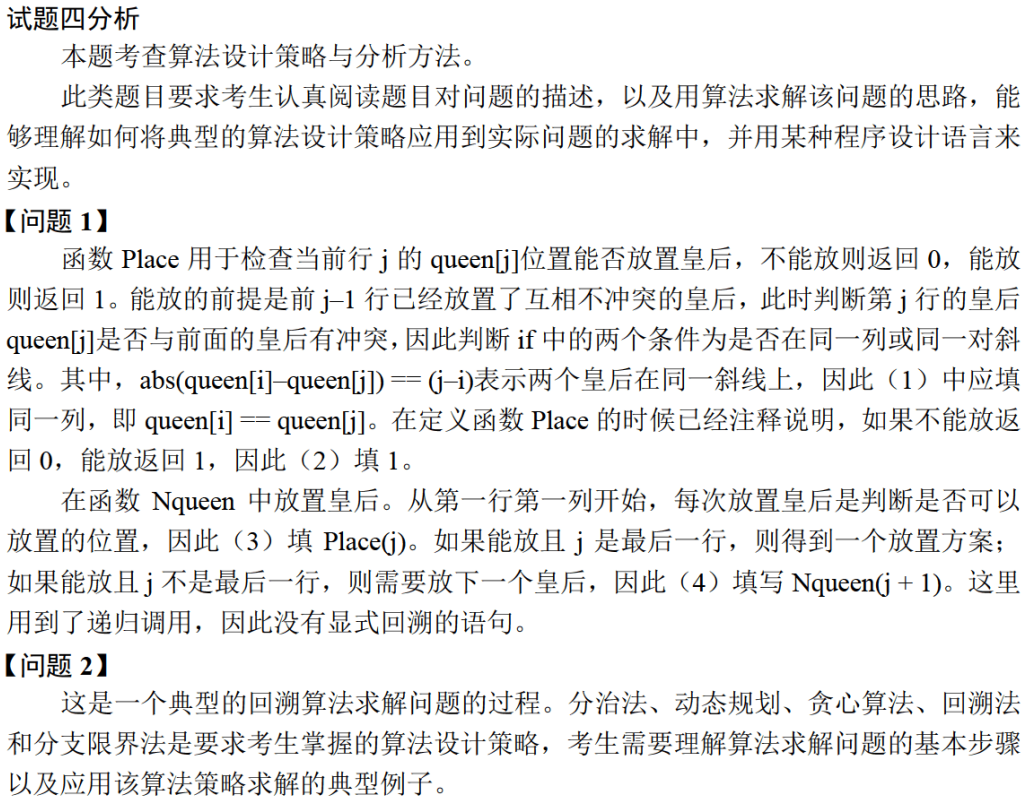 试题四分析
本题考查算法设计策略与分析方法。
此类题目要求考生认真阅读题目对问题的描述，以及用算法求解该问题的思路，能
够理解如何将典型的算法设计策略应用到实际问题的求解中，并用某种程序设计语言来
实现。
【问题 1】
函数 Place 用于检查当前行 j 的 queen[j]位置能否放置皇后，不能放则返回 0，能放
则返回 1。能放的前提是前 j–1 行已经放置了互相不冲突的皇后，此时判断第 j 行的皇后
queen[j]是否与前面的皇后有冲突，因此判断 if 中的两个条件为是否在同一列或同一对斜
线。其中，abs(queen[i]–queen[j]) == (j–i)表示两个皇后在同一斜线上，因此（1）中应填
同一列，即 queen[i] == queen[j]。在定义函数 Place 的时候已经注释说明，如果不能放返
回 0，能放返回 1，因此（2）填 1。
在函数 Nqueen 中放置皇后。从第一行第一列开始，每次放置皇后是判断是否可以
放置的位置，因此（3）填 Place(j)。如果能放且 j 是最后一行，则得到一个放置方案；
如果能放且 j 不是最后一行，则需要放下一个皇后，因此（4）填写 Nqueen(j + 1)。这里
用到了递归调用，因此没有显式回溯的语句。
【问题 2】
这是一个典型的回溯算法求解问题的过程。分治法、动态规划、贪心算法、回溯法
和分支限界法是要求考生掌握的算法设计策略，考生需要理解算法求解问题的基本步骤
以及应用该算法策略求解的典型例子。